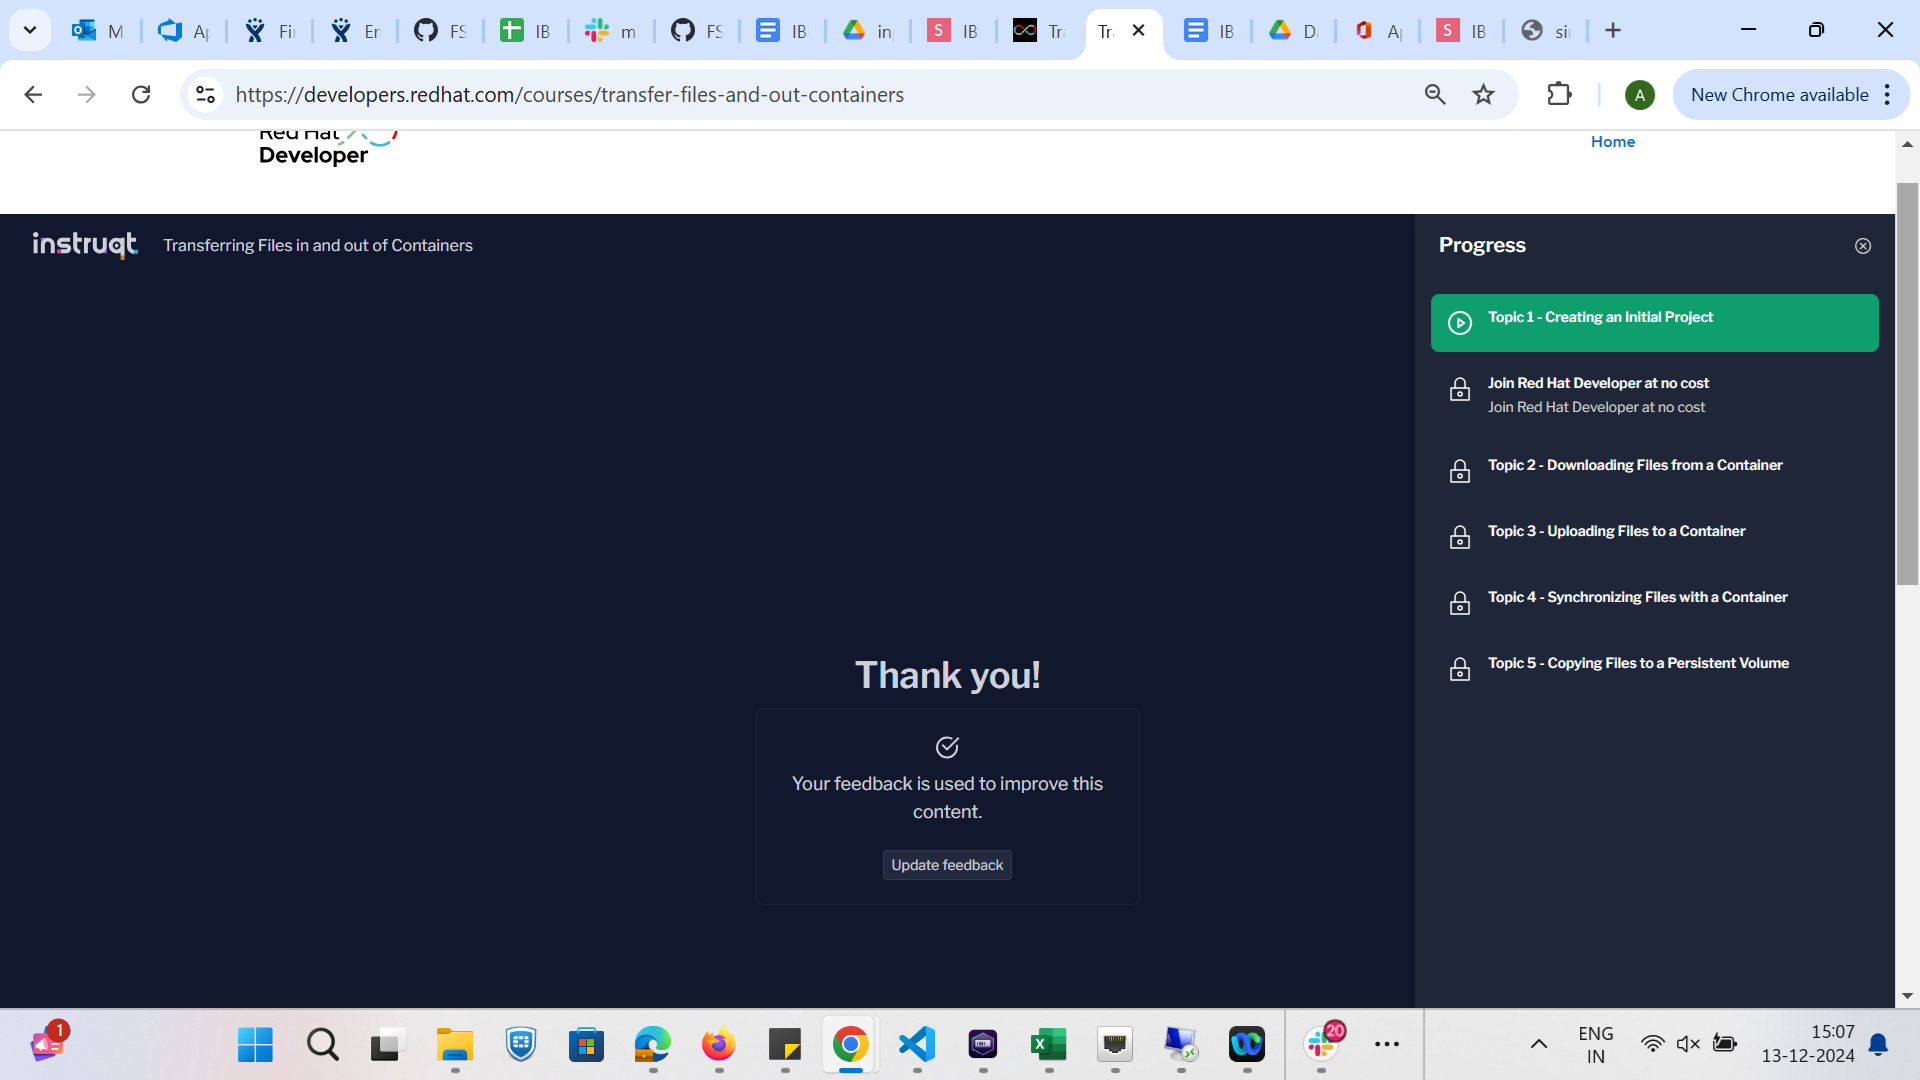 M
Ap
Fi
En
FS
IB
m
FS
IB
in
IB
Tra
Tra
IB
Da
Ap
IB
sin
https://developers.redhat.com/courses/transfer-files-and-out-containers
A
New Chrome available
Red Hat
Developer
Home
instruqt
Transferring Files in and out of Containers
Progress
Topic 1 - Creating an Initial Project
Join Red Hat Developer at no cost
Join Red Hat Developer at no cost
Topic 2 - Downloading Files from a Container
Topic 3 - Uploading Files to a Container
Topic 4 - Synchronizing Files with a Container
Topic 5 - Copying Files to a Persistent Volume
Thank you!
Your feedback is used to improve this
content.
Update feedback
1
20
ENG
IN
15:07
13-12-2024